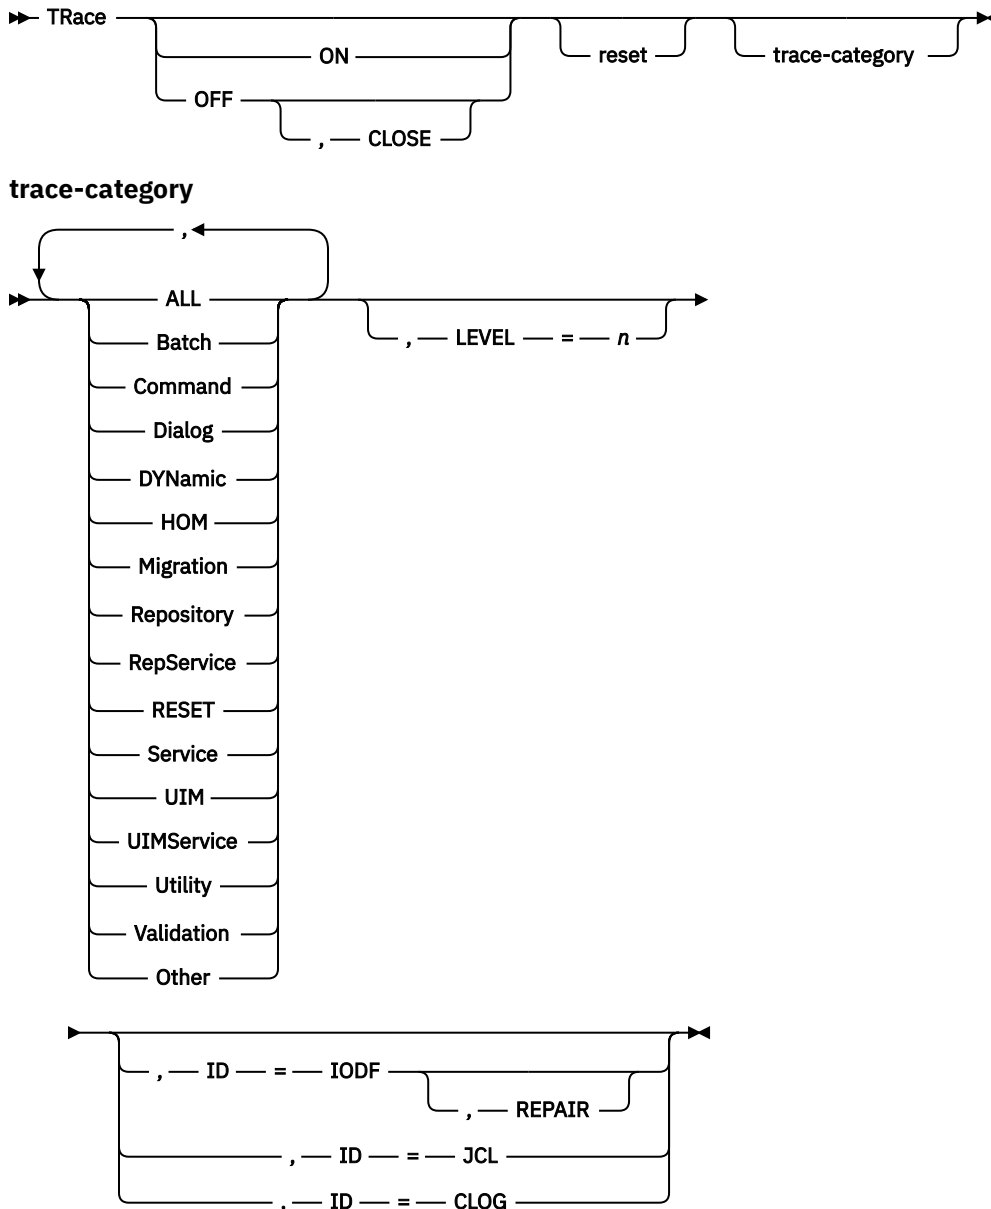 TRace
ON
reset
trace-category
OFF
, CLOSE
trace-category
,
ALL
, LEVEL = n
Batch
Command
Dialog
DYNamic
HOM
Migration
Repository
RepService
RESET
Service
UIM
UIMService
Utility
Validation
Other
, ID = IODF
, REPAIR
, ID = JCL
, ID = CLOG